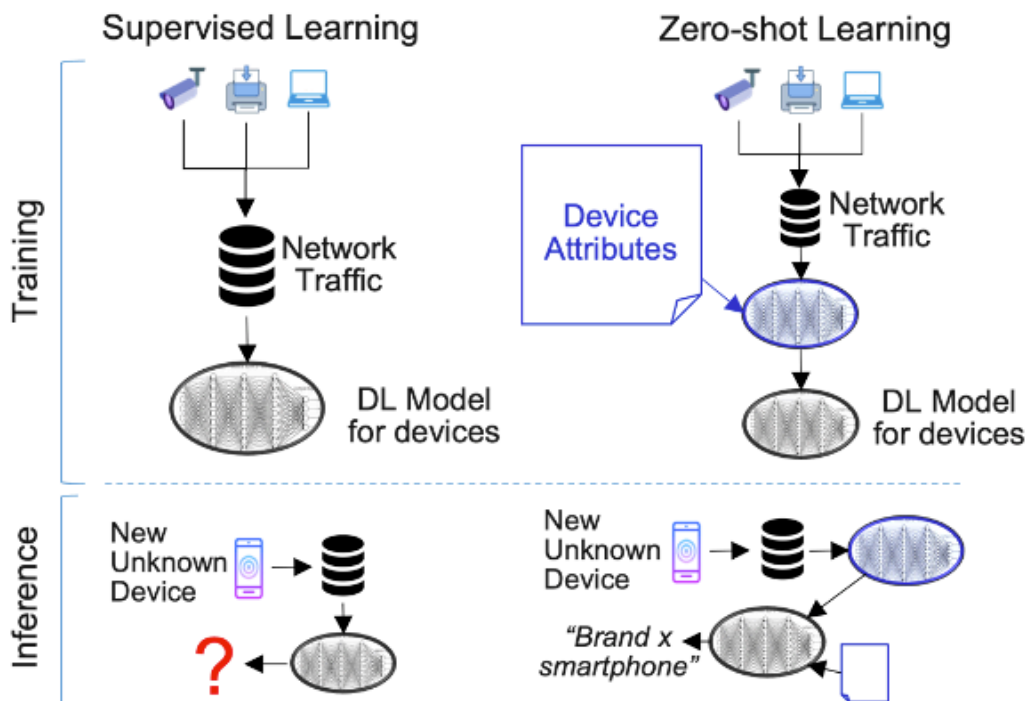 Supervised Learning
Zero-shot Learning
Training
Network
Traffic
DL Model
for devices
Device
Attributes
Network
Traffic
DL Model
for devices
Inference
New
Unknown
Device
?
New
Unknown
Device
“Brand x
smartphone”